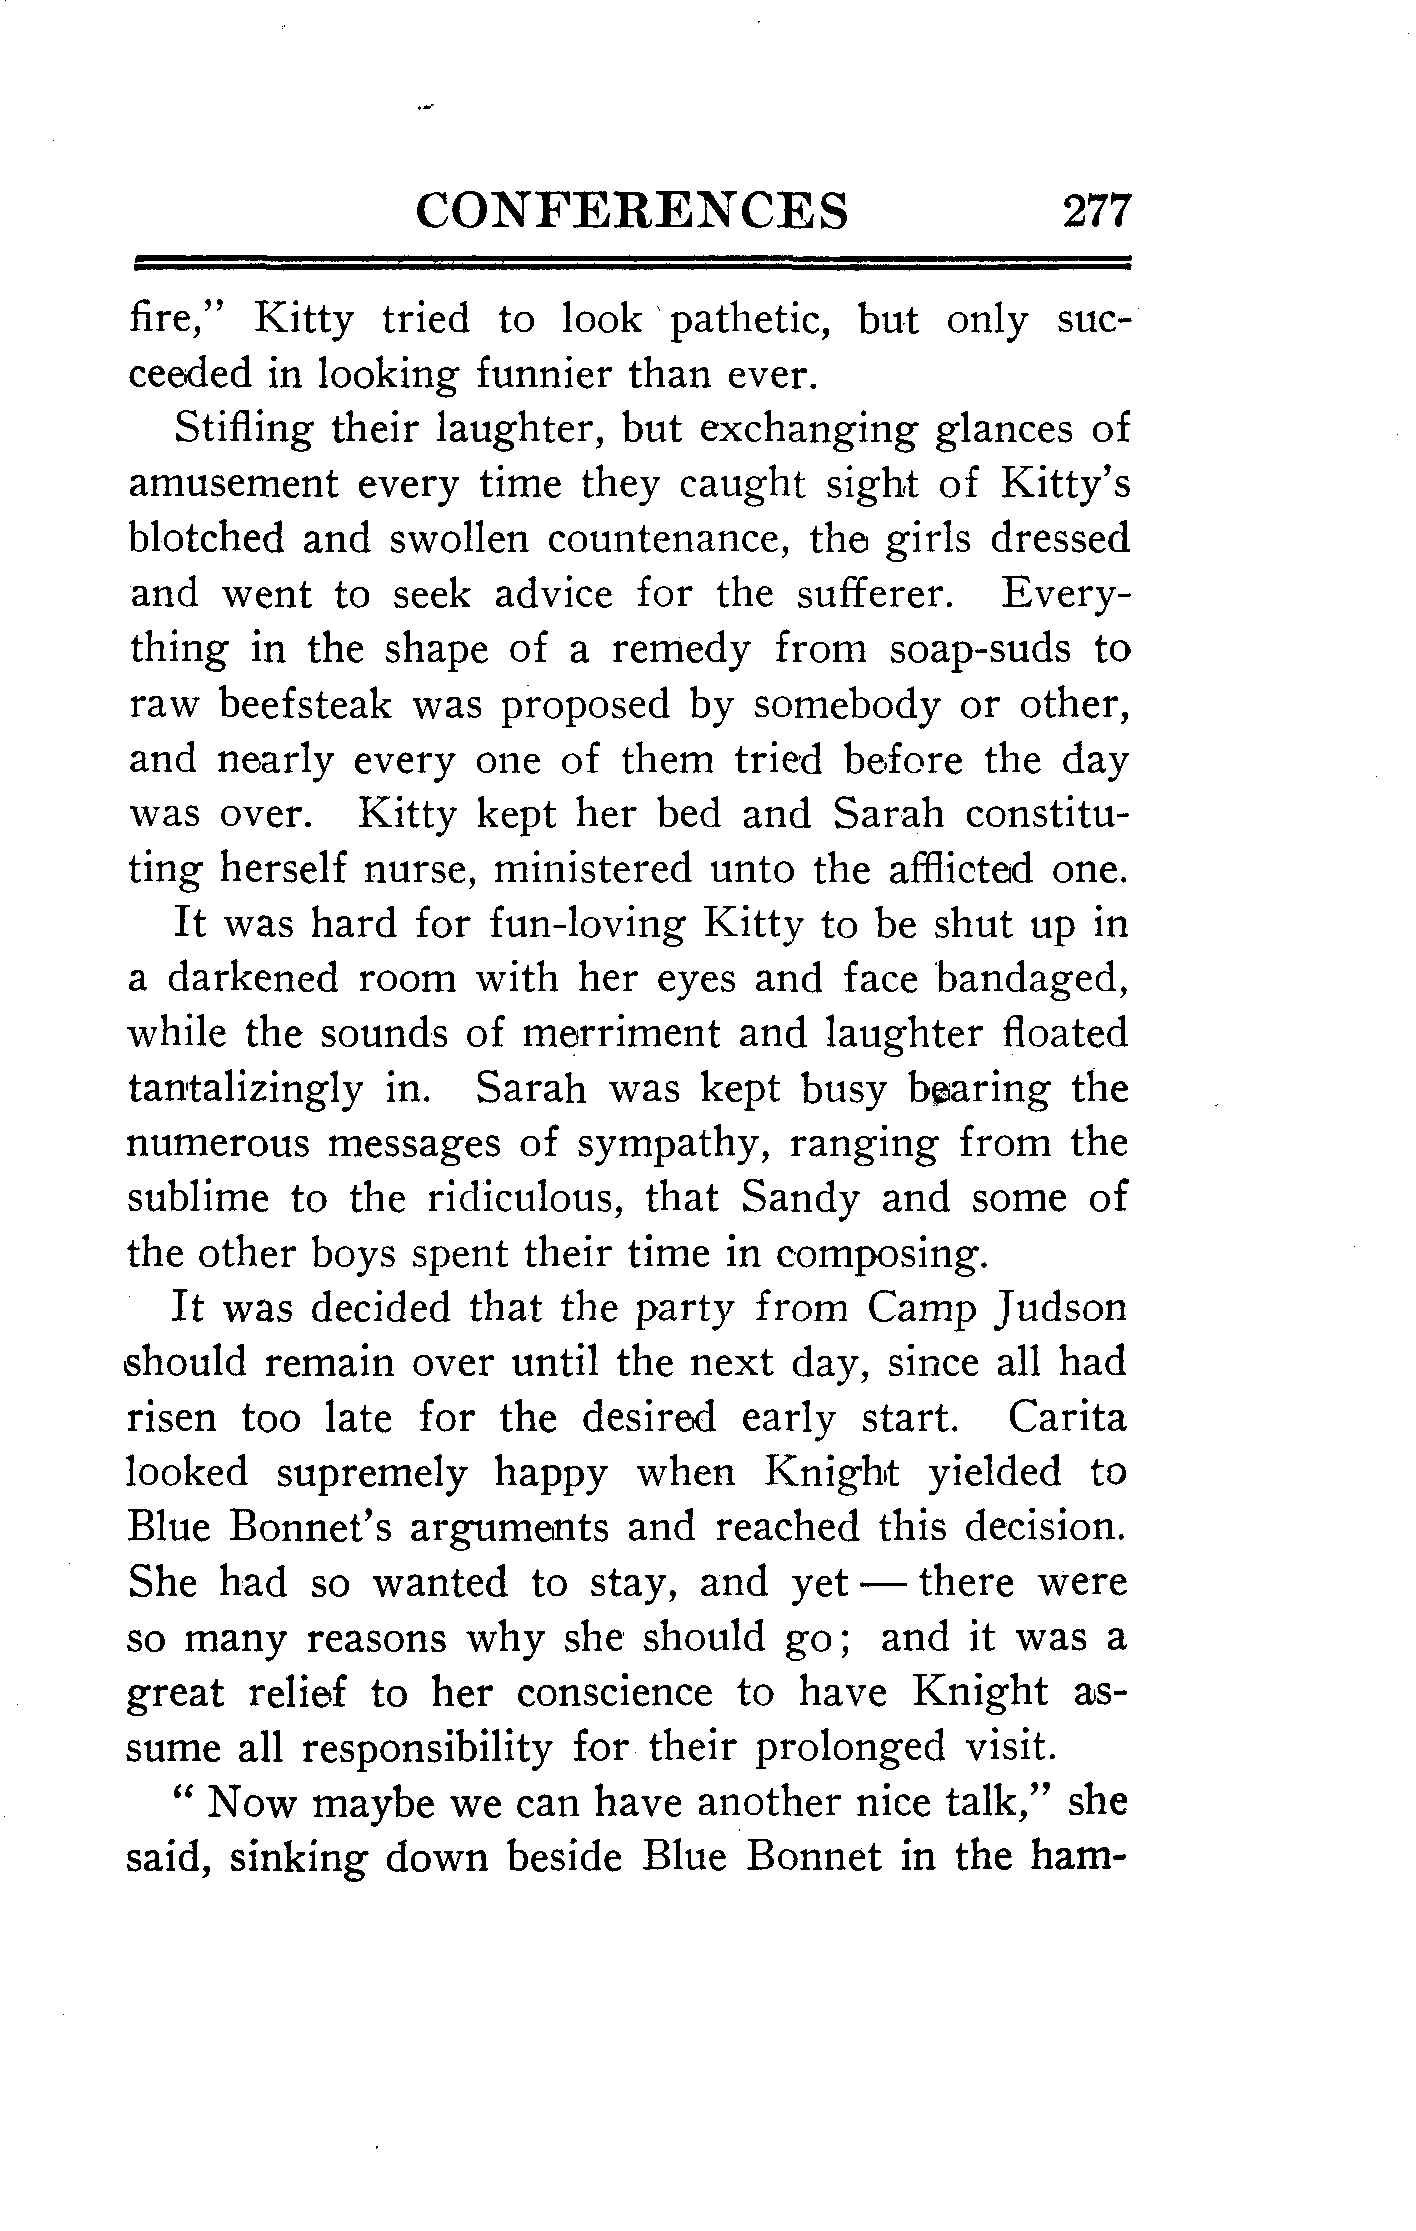 CONFERENCES 277
fire," Kitty tried to look pathetic, but only suc-
ceeded in looking funnier than ever.
Stifling their laughter, but exchanging glances of
amusement every time they caught sight of Kitty's
blotched and swollen countenance, the girls dressed
and went to seek advice for the sufferer. Every-
thing in the shape of a remedy from soap-suds to
raw beefsteak was proposed by somebody or other,
and nearly every one of them tried before the day
was over. Kitty kept her bed and Sarah constitu-
ting herself nurse, ministered unto the afflicted one.
It was hard for fun-loving Kitty to be shut up in
a darkened room with her eyes and face bandaged,
while the sounds of merriment and laughter floated
tantalizingly in. Sarah was kept busy bearing the
numerous messages of sympathy, ranging from the
sublime to the ridiculous, that Sandy and some of
the other boys spent their time in composing.
It was decided that the party from Camp Judson
should remain over until the next day, since all had
risen too late for the desired early start. Carita
looked supremely happy when Knight yielded to
Blue Bonnet's arguments and reached this decision.
She had so wanted to stay, and yet — there were
so many reasons why she should go; and it was a
great relief to her conscience to have Knight as-
sume all responsibility for their prolonged visit.
" Now maybe we can have another nice talk," she
said, sinking down beside Blue Bonnet in the ham-